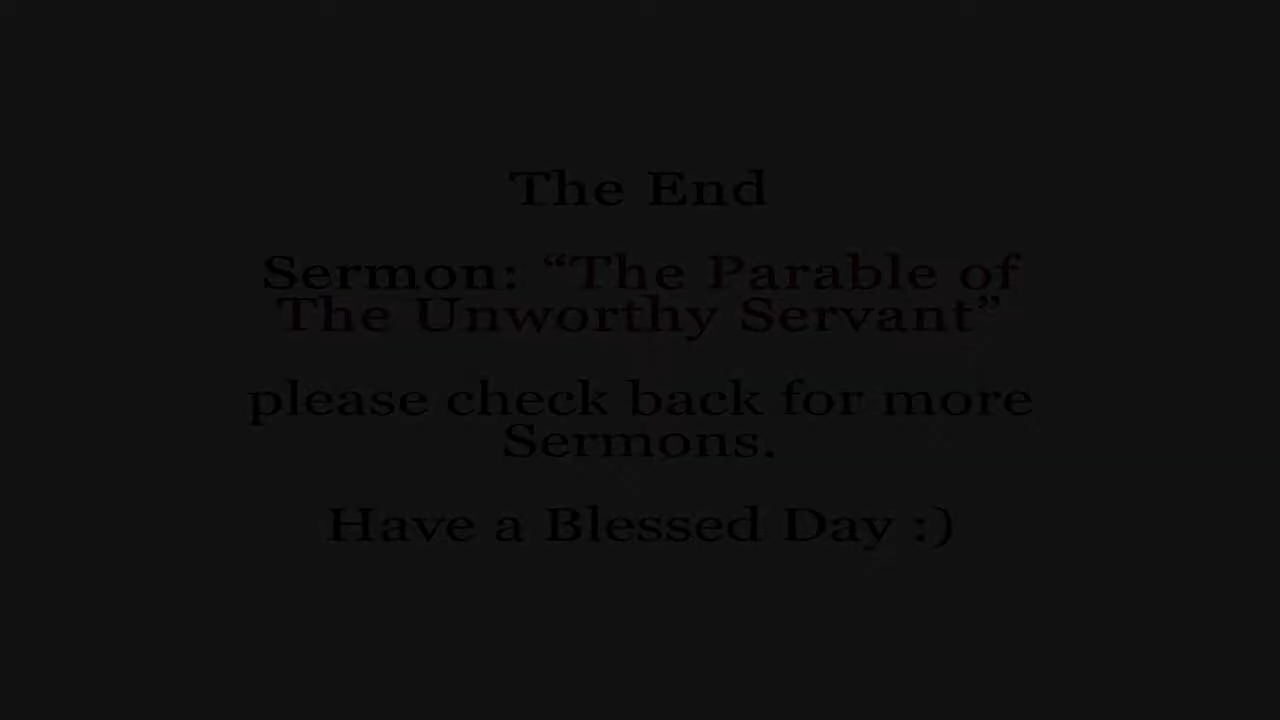 The End
Sermon: “The Parable of
The Unworthy Servant”
please check back for more
Sermons.
Have a Blessed Day :)